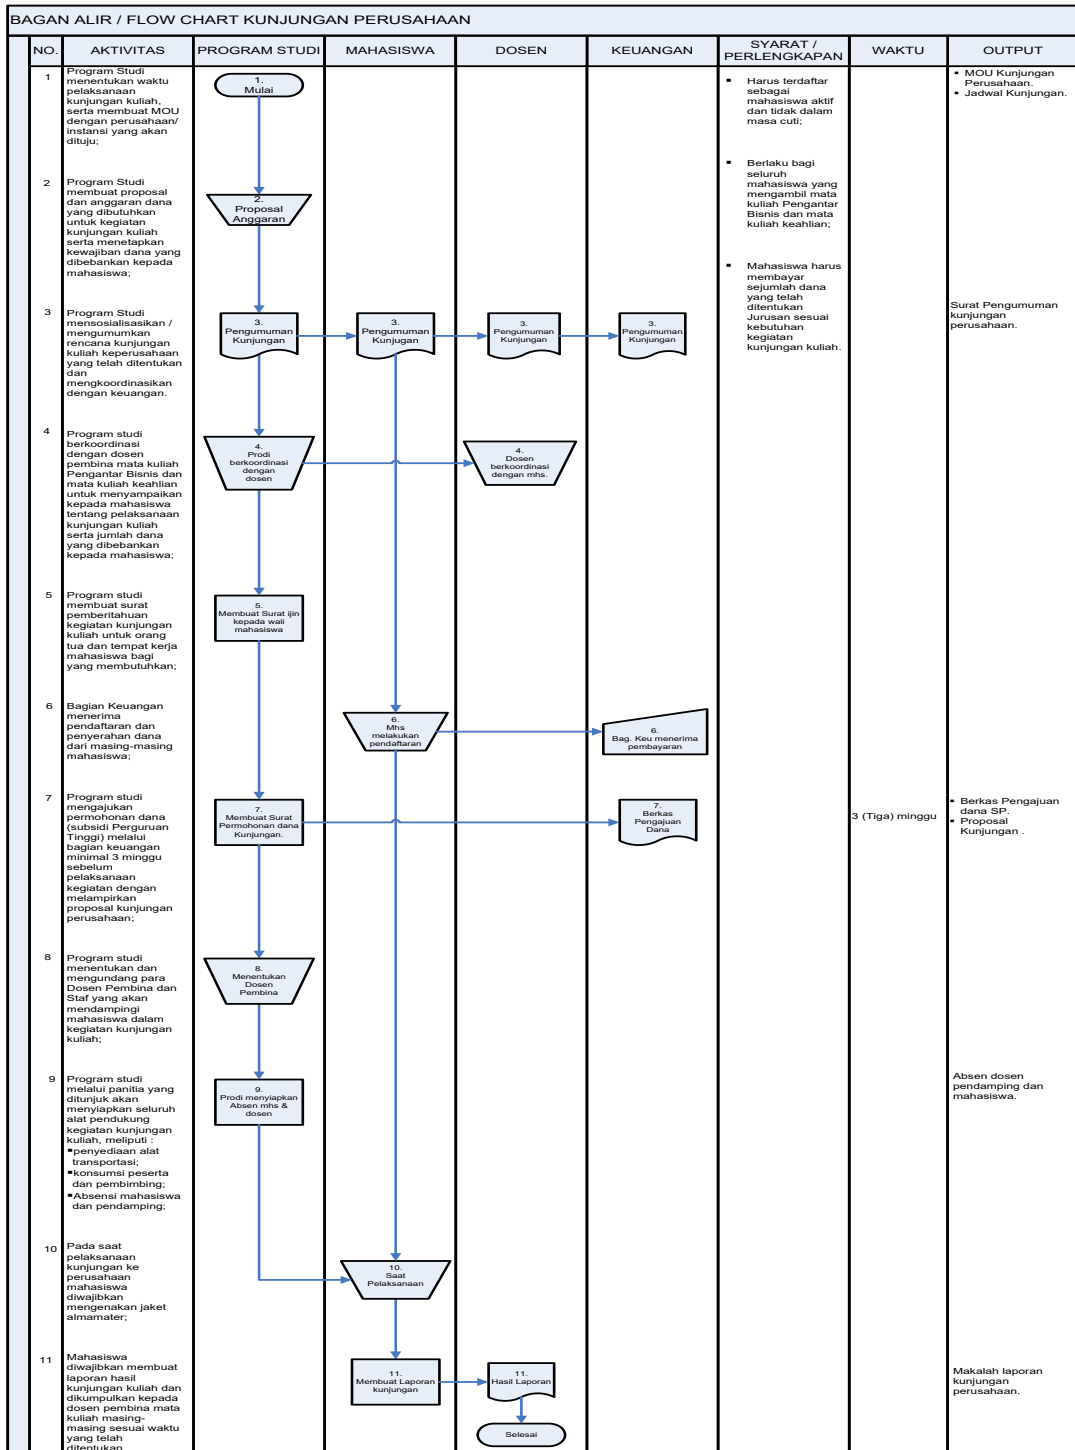 BAGAN ALIR / FLOW CHART KUNJUNGAN PERUSAHAAN
NO.
AKTIVITAS
PROGRAM STUDI
MAHASISWA
DOSEN
KEUANGAN
SYARAT /
PERLENGKAPAN
WAKTU
OUTPUT
1
Program Studi
menentukan waktu
pelaksanaan
kunjungan kuliah,
serta membuat MOU
dengan perusahaan/
instansi yang akan
dituju;
1.
Mulai
▪ Harus terdaftar
sebagai
mahasiswa aktif
dan tidak dalam
masa cuti;
▪ MOU Kunjungan
Perusahaan.
▪ Jadwal Kunjungan.
2
Program Studi
membuat proposal
dan anggaran dana
yang dibutuhkan
untuk kegiatan
kunjungan kuliah
serta menetapkan
kewajiban dana yang
dibebankan kepada
mahasiswa;
2.
Proposal
Anggaran
▪ Berlaku bagi
seluruh
mahasiswa yang
mengambil mata
kuliah Pengantar
Bisnis dan mata
kuliah keahlian;
▪ Mahasiswa harus
membayar
sejumlah dana
yang telah
ditentukan
Jurusan sesuai
kebutuhan
kegiatan
kunjungan kuliah.
3
Program Studi
mensosialisasikan /
mengumumkan
rencana kunjungan
kuliah keperusahaan
yang telah ditentukan
dan
mengkoordinasikan
dengan keuangan.
3.
Pengumuman
Kunjungan
3.
Pengumuman
Kunjugan
3.
Pengumuman
Kunjungan
3.
Pengumuman
Kunjungan
Surat Pengumuman
kunjungan
perusahaan.
4
Program studi
berkoordinasi
dengan dosen
pembina mata kuliah
Pengantar Bisnis dan
mata kuliah keahlian
untuk menyampaikan
kepada mahasiswa
tentang pelaksanaan
kunjungan kuliah
serta jumlah dana
yang dibebankan
kepada mahasiswa;
4.
Prodi
berkoordinasi
dengan
dosen
4.
Dosen
berkoordinasi
dengan mhs.
5
Program studi
membuat surat
pemberitahuan
kegiatan kunjungan
kuliah untuk orang
tua dan tempat kerja
mahasiswa bagi
yang membutuhkan;
5.
Membuat Surat ijin
kepada wali
mahasiswa
6
Bagian Keuangan
menerima
pendaftaran dan
penyerahan dana
dari masing-masing
mahasiswa;
6.
Mhs
melakukan
pendaftaran
6.
Bag. Keu menerima
pembayaran
7
Program studi
mengajukan
permohonan dana
(subsidi Perguruan
Tinggi) melalui
bagian keuangan
minimal 3 minggu
sebelum
pelaksanaan
kegiatan dengan
melampirkan
proposal kunjungan
perusahaan;
7.
Membuat Surat
Permohonan dana
Kunjungan.
7.
Berkas
Pengajuan
Dana
3 (Tiga) minggu
▪ Berkas Pengajuan
dana SP.
▪ Proposal
Kunjungan .
8
Program studi
menentukan dan
mengundang para
Dosen Pembina dan
Staf yang akan
mendampingi
mahasiswa dalam
kegiatan kunjungan
kuliah;
8.
Menentukan
Dosen
Pembina
9
Program studi
melalui panitia yang
ditunjuk akan
menyiapkan seluruh
alat pendukung
kegiatan kunjungan
kuliah, meliputi :
▪penyediaan alat
transportasi;
▪konsumsi peserta
dan pembimbing;
▪Absensi mahasiswa
dan pendamping;
9.
Prodi menyiapkan
Absen mhs &
dosen
Absen dosen
pendamping dan
mahasiswa.
10
Pada saat
pelaksanaan
kunjungan ke
perusahaan
mahasiswa
diwajibkan
mengenakan jaket
almamater;
10.
Saat
Pelaksanaan
11
Mahasiswa
diwajibkan membuat
laporan hasil
kunjungan kuliah dan
dikumpulkan kepada
dosen pembina mata
kuliah masing-
masing sesuai waktu
yang telah
ditentukan
11.
Membuat Laporan
kunjungan
11.
Hasil Laporan
Selesai
Makalah laporan
kunjungan
perusahaan.